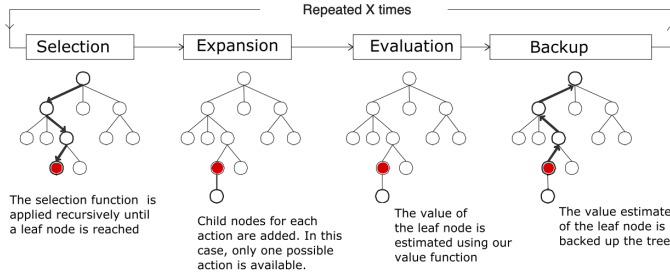 Repeated X times
Selection
Expansion
Evaluation
Backup
The selection function is
applied recursively until
a leaf node is reached
Child nodes for each
action are added. In this
case, only one possible
action is available.
The value of
the leaf node is
estimated using our
value function
The value estimate
of the leaf node is
backed up the tree